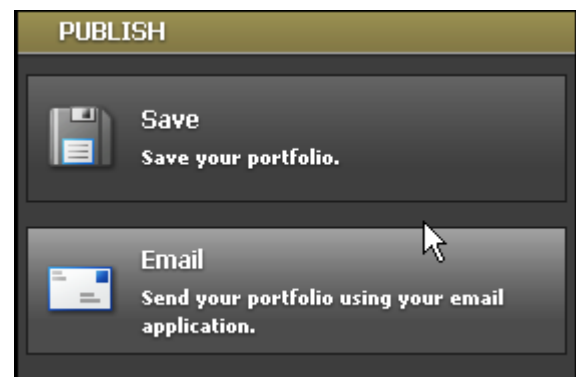 PUBLISH
Save
Save your portfolio.
Email
Send your portfolio using your email
application.